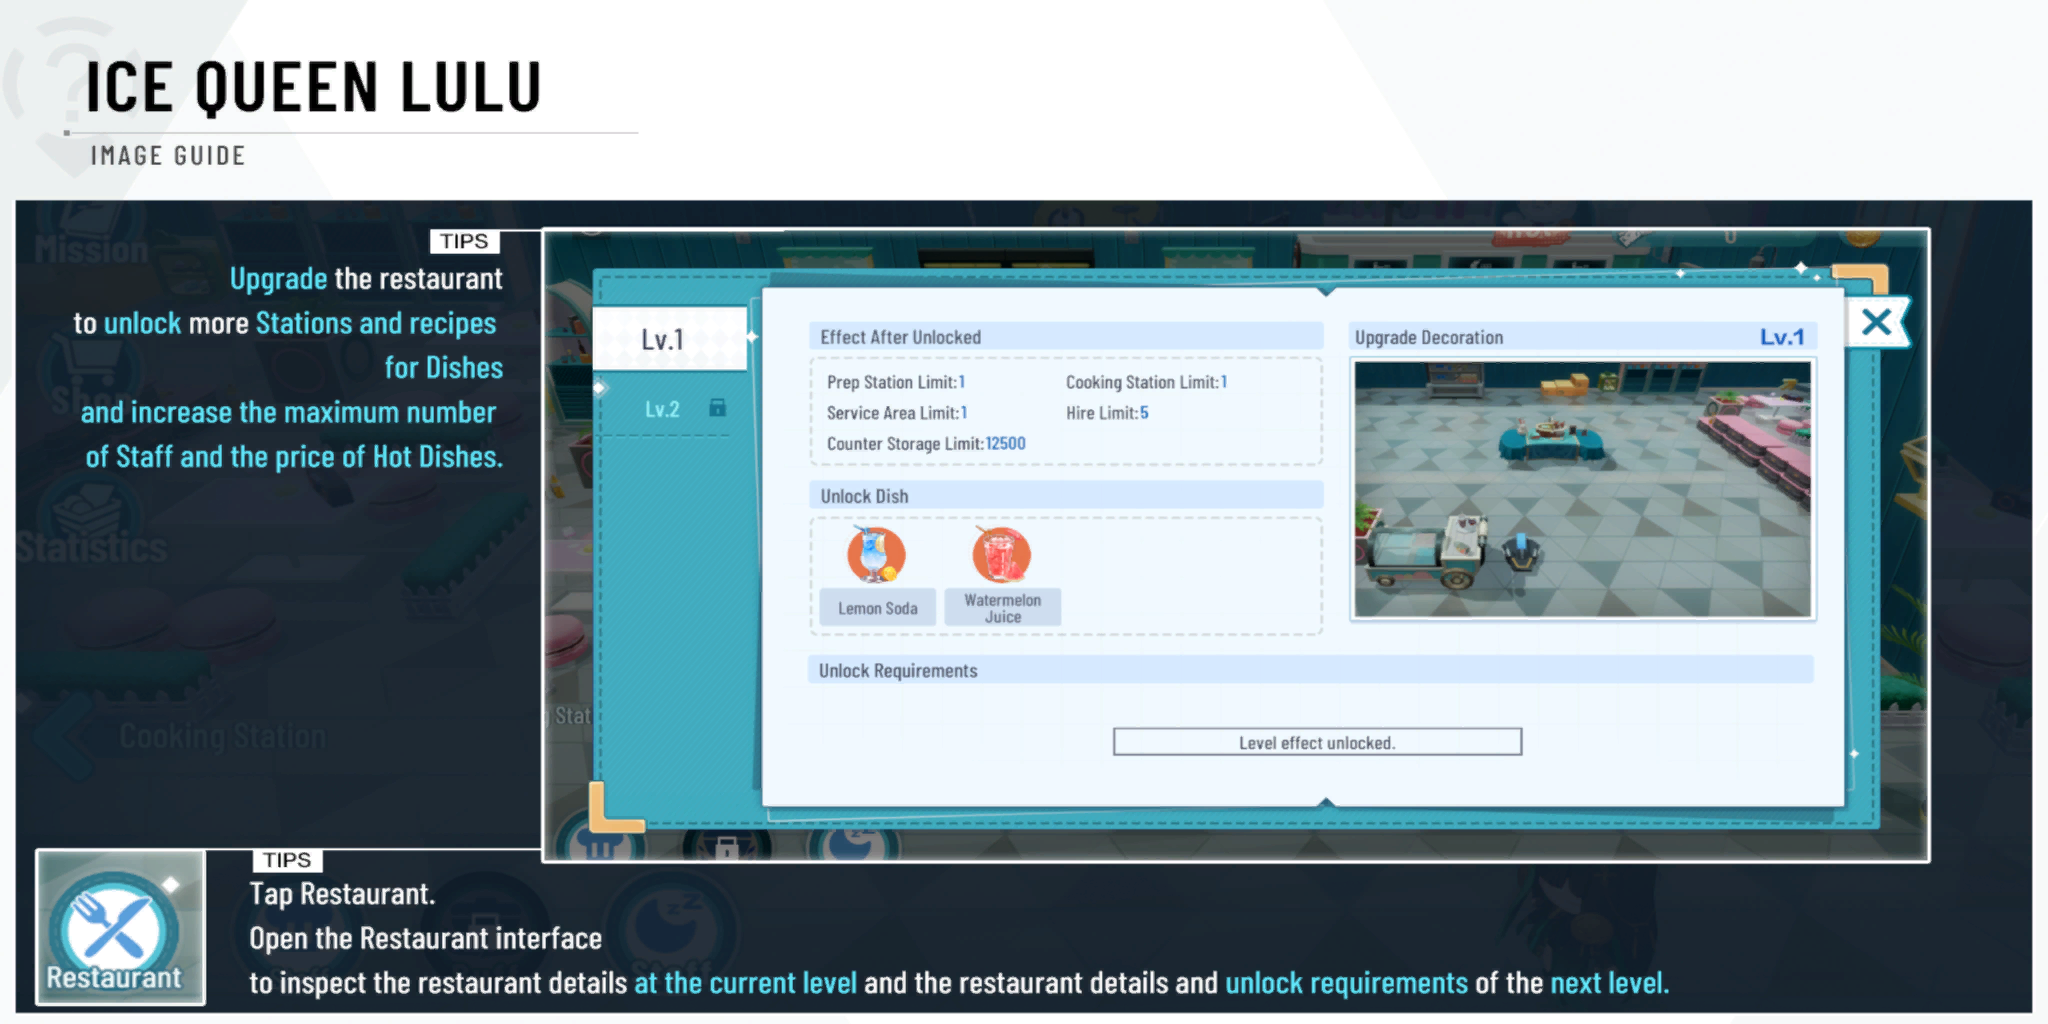 ICE QUEEN LULU
IMAGE GUIDE
Mission
Shop
Statistics
Cooking Station
TIPS
Upgrade the restaurant
to unlock more Stations and recipes
for Dishes
and increase the maximum number
of Staff and the price of Hot Dishes.
Lv.1
Lv.2
Effect After Unlocked
Prep Station Limit:1
Cooking Station Limit:1
Service Area Limit:1
Hire Limit:5
Counter Storage Limit:12500
Unlock Dish
Lemon Soda
Watermelon
Juice
Upgrade Decoration
Lv.1
Unlock Requirements
Level effect unlocked.
g Stat
Restaurant
TIPS
Tap Restaurant.
Open the Restaurant interface
to inspect the restaurant details at the current level and the restaurant details and unlock requirements of the next level.